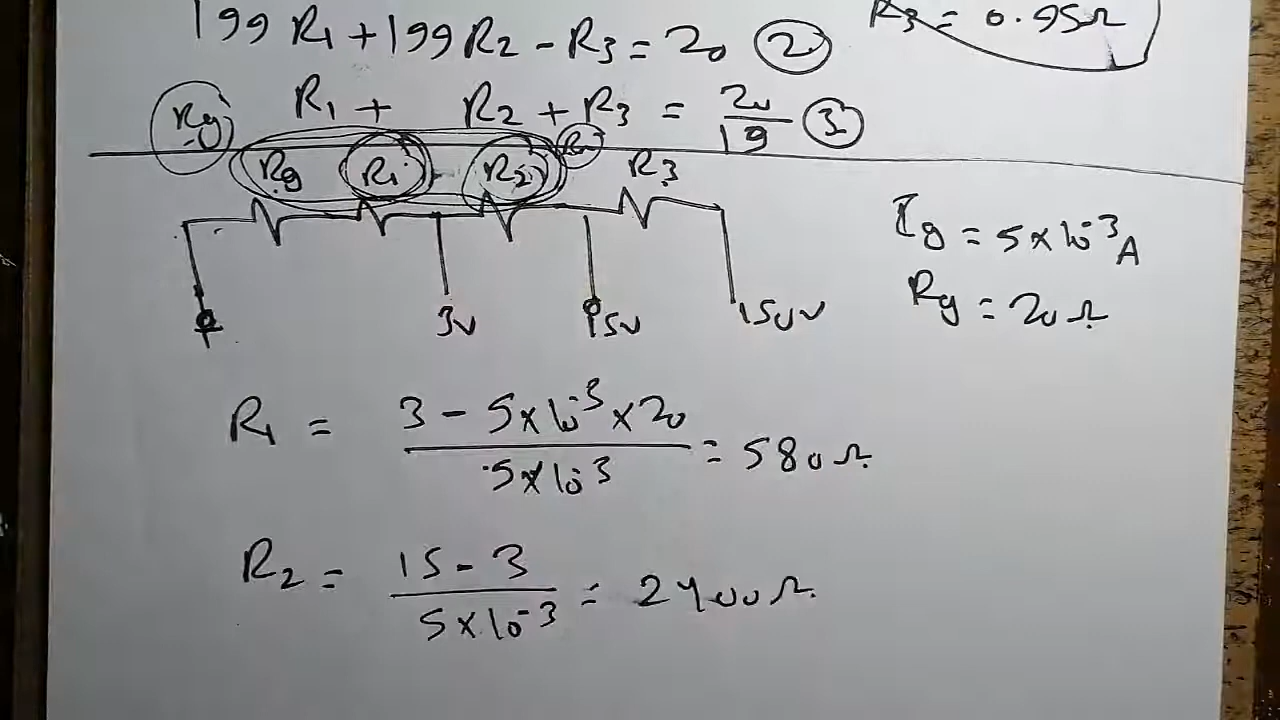 199 R1 + 199 R2 - R3 = 20 (2)
R3 = 0.95Ω
R1 + R2 + R3 = 20/19 (3)
Rg
Rg R1 R2 R3
3V 15V 150V
Ig = 5×10^-3 A
Rg = 20Ω
R1 = (3 - 5×10^-3×20)/(5×10^-3) = 580Ω
R2 = (15 - 3)/(5×10^-3) = 2400Ω